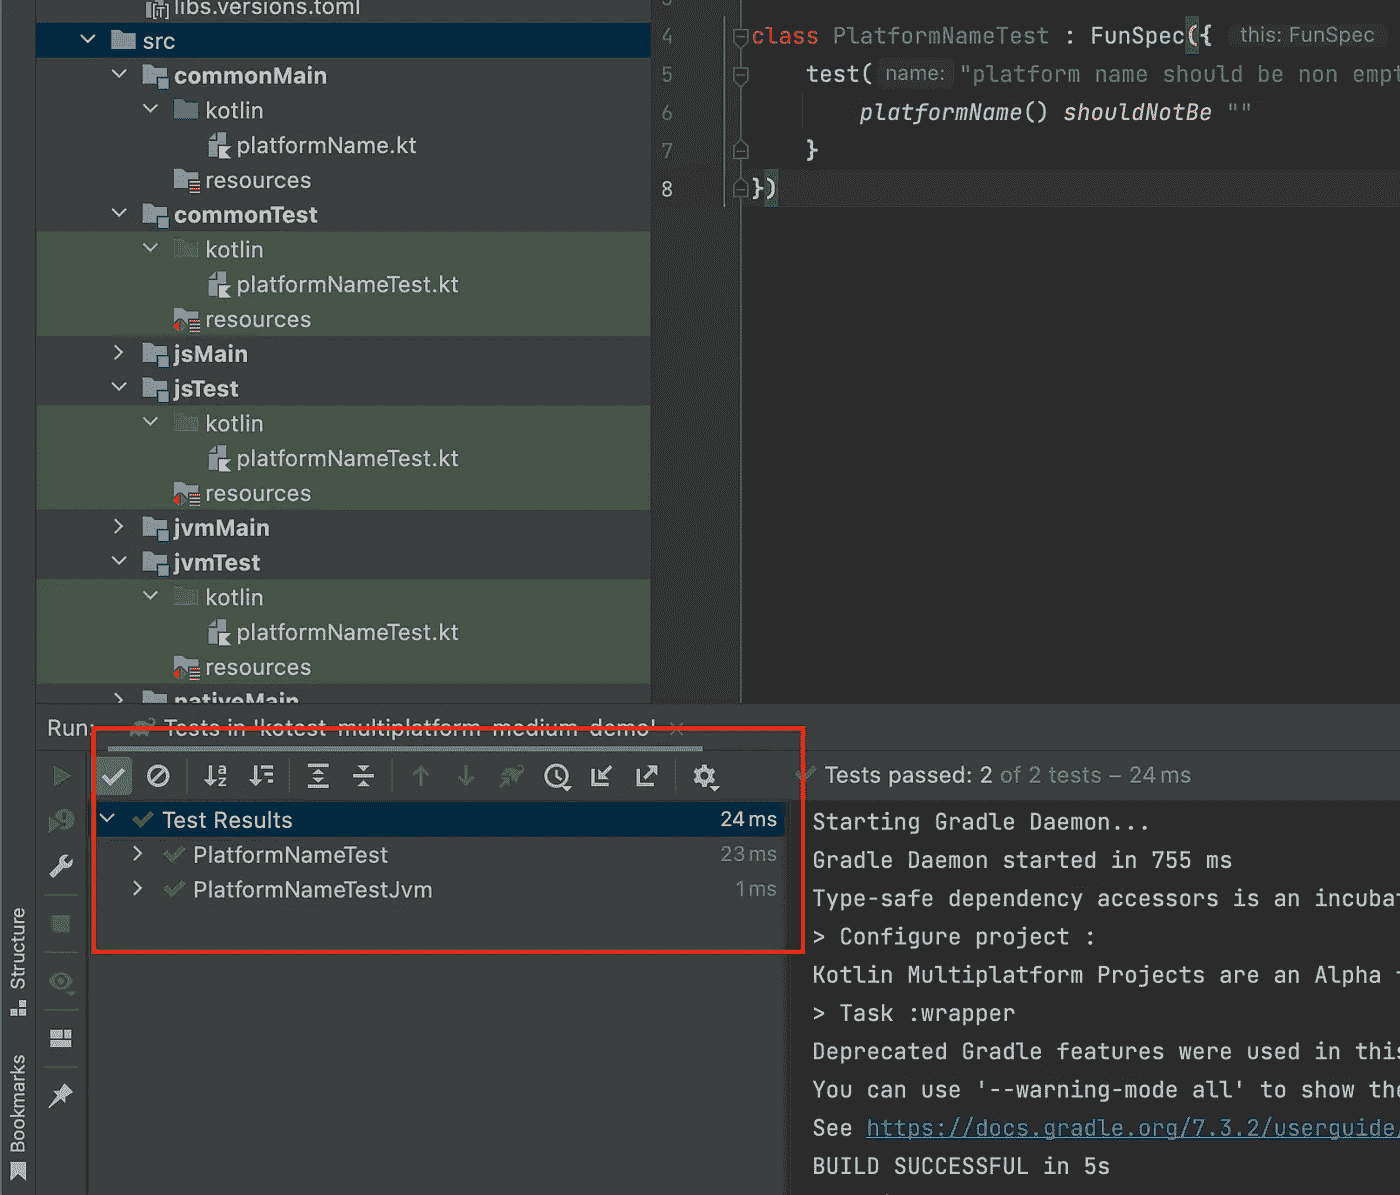 libs.versions.toml
src
commonMain
kotlin
platformName.kt
resources
commonTest
kotlin
platformNameTest.kt
resources
jsMain
jsTest
kotlin
platformNameTest.kt
resources
jvmMain
jvmTest
kotlin
platformNameTest.kt
resources
nativeMain
4 class PlatformNameTest : FunSpec({ this: FunSpec
5 test( name: "platform name should be non empt
6 platformName() shouldNotBe ""
7 }
8 })
Run: Tests in 'kotest_multiplatform_medium_demo' ×
Tests passed: 2 of 2 tests – 24 ms
Test Results 24 ms
PlatformNameTest 23 ms
PlatformNameTestJvm 1 ms
Starting Gradle Daemon...
Gradle Daemon started in 755 ms
Type-safe dependency accessors is an incuba
> Configure project :
Kotlin Multiplatform Projects are an Alpha
> Task :wrapper
Deprecated Gradle features were used in this
You can use '--warning-mode all' to show the
See https://docs.gradle.org/7.3.2/userguide/
BUILD SUCCESSFUL in 5s
Structure
Bookmarks